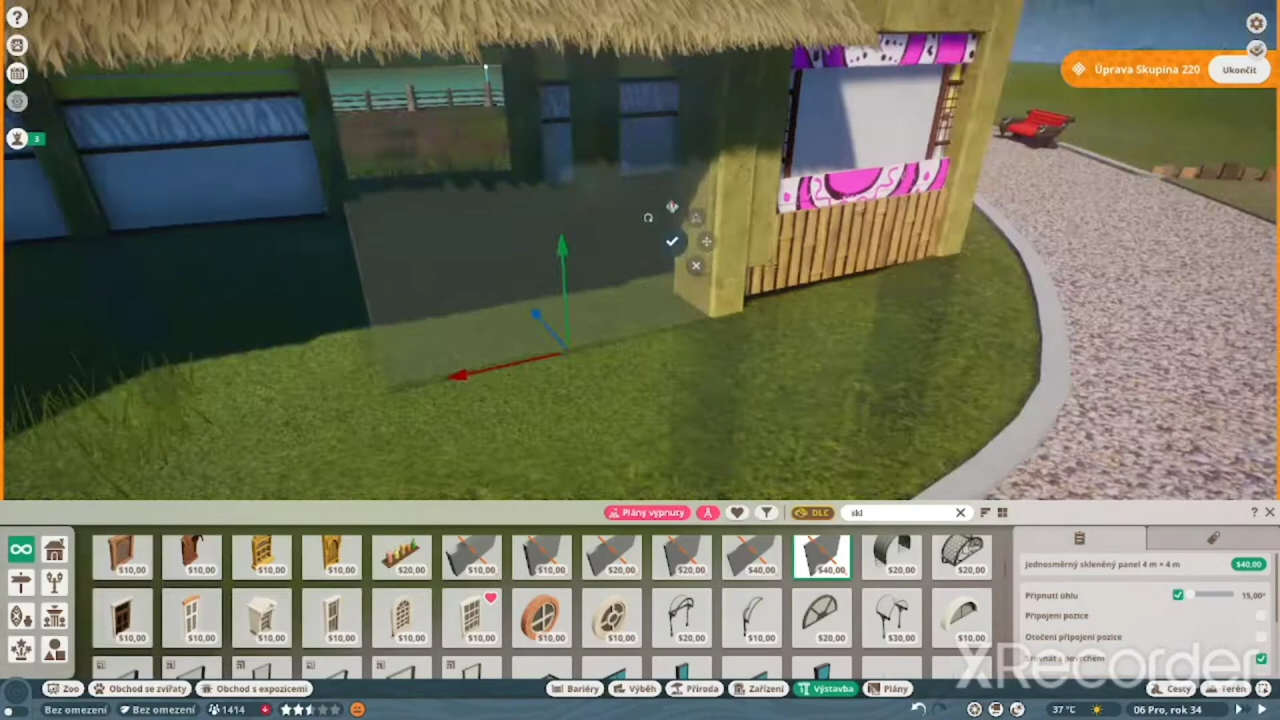 ?
3
Úprava Skupina 220
Ukončit
Plány vypnuty
DLC
skl
?
$10,00 $10,00 $10,00 $10,00 $20,00 $10,00 $10,00 $20,00 $20,00 $40,00 $40,00 $20,00 $20,00
Jednosměrný skleněný panel 4 m × 4 m $40,00
Připnutí úhlu 15,00°
Připojení pozice
Otočení připojení pozice
Srovnat s povrchem
$10,00 $10,00 $10,00 $10,00 $10,00 $10,00 $10,00 $10,00 $20,00 $10,00 $20,00 $30,00 $10,00
XRecorder
Zoo
Obchod se zvířaty
Obchod s expozicemi
Bariéry
Výběh
Příroda
Zařízení
Výstavba
Plány
Cesty
Terén
Bez omezení
Bez omezení
1414
37 °C
06 Pro, rok 34